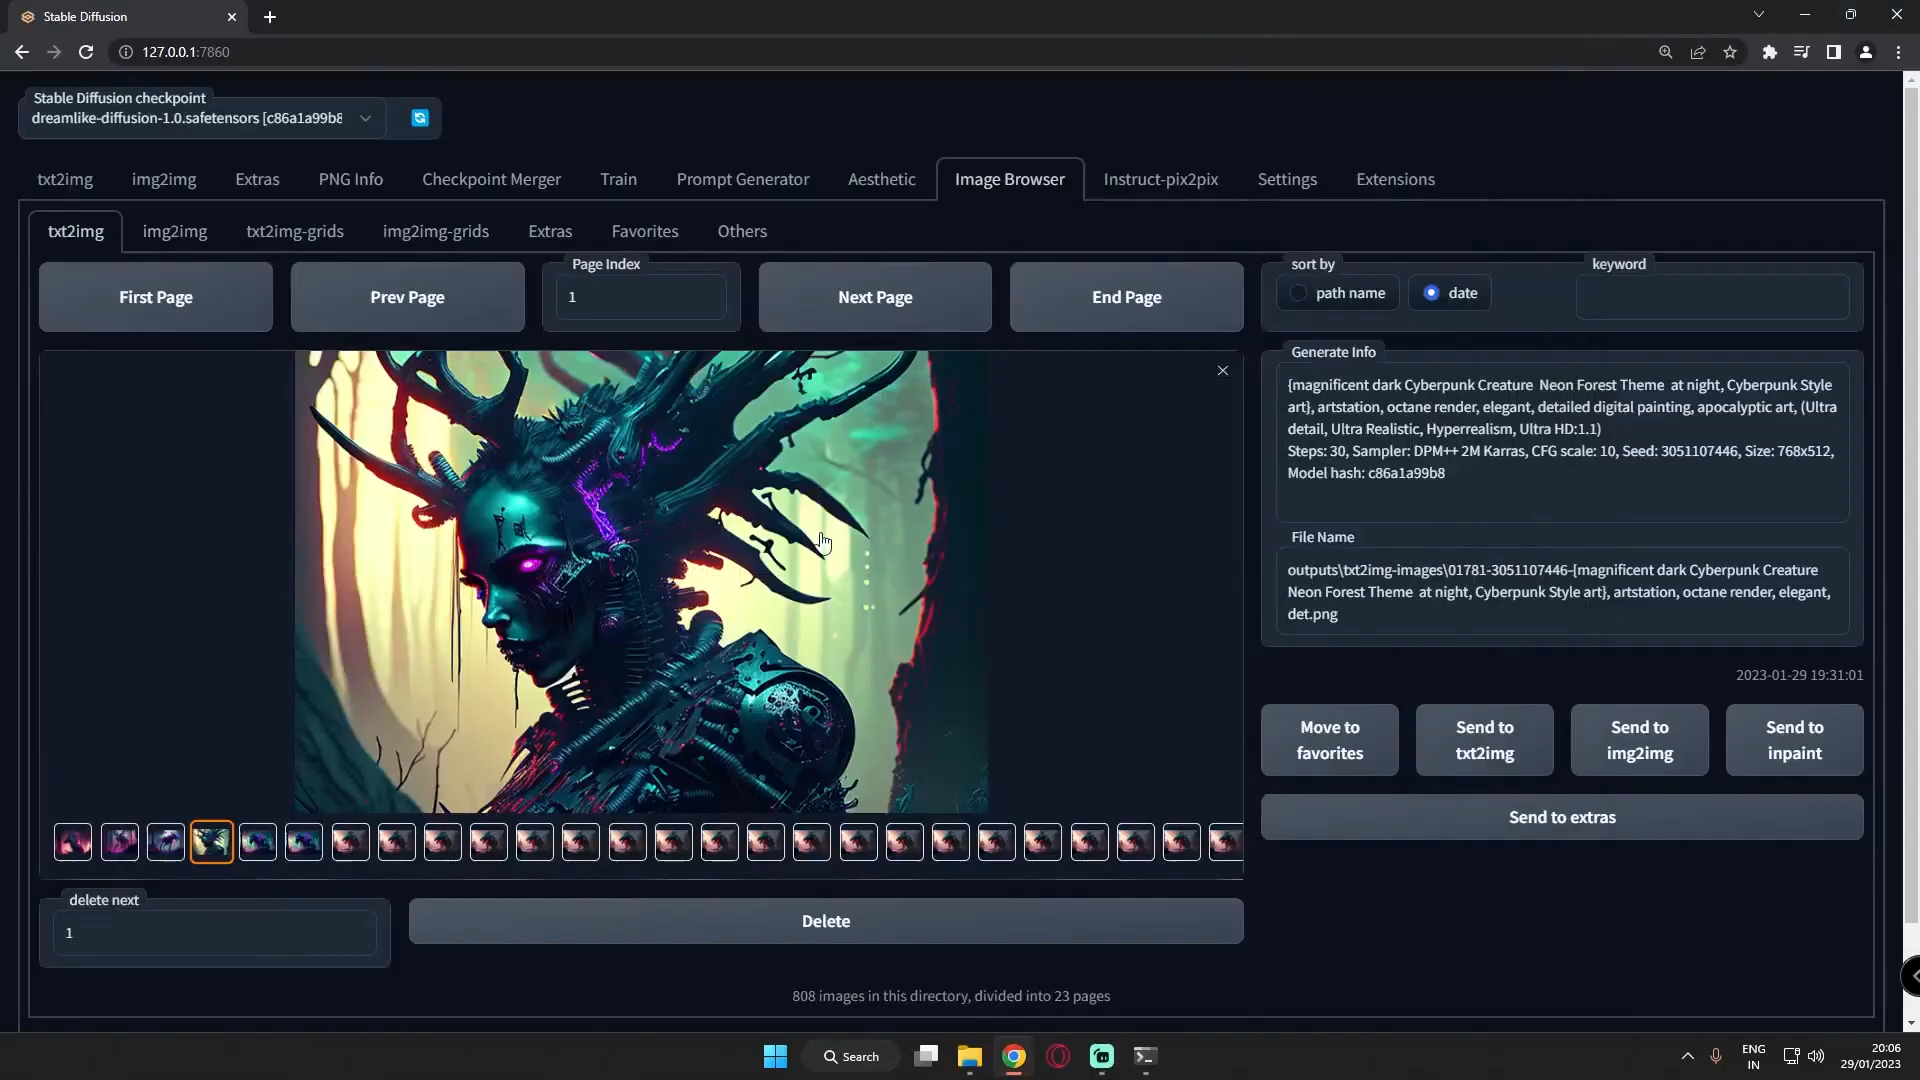 Stable Diffusion
127.0.0.1:7860
Stable Diffusion checkpoint
dreamlike-diffusion-1.0.safetensors [c86a1a99b8
txt2img img2img Extras PNG Info Checkpoint Merger Train Prompt Generator Aesthetic Image Browser Instruct-pix2pix Settings Extensions
txt2img img2img txt2img-grids img2img-grids Extras Favorites Others
First Page
Prev Page
Page Index
1
Next Page
End Page
sort by
path name
date
keyword
Generate Info
{magnificent dark Cyberpunk Creature Neon Forest Theme at night, Cyberpunk Style
art}, artstation, octane render, elegant, detailed digital painting, apocalyptic art, (Ultra
detail, Ultra Realistic, Hyperrealism, Ultra HD:1.1)
Steps: 30, Sampler: DPM++ 2M Karras, CFG scale: 10, Seed: 3051107446, Size: 768x512,
Model hash: c86a1a99b8
File Name
outputs\txt2img-images\01781-3051107446-{magnificent dark Cyberpunk Creature
Neon Forest Theme at night, Cyberpunk Style art}, artstation, octane render, elegant,
det.png
2023-01-29 19:31:01
Move to
favorites
Send to
txt2img
Send to
img2img
Send to
inpaint
Send to extras
delete next
1
Delete
808 images in this directory, divided into 23 pages
Search
ENG
IN
20:06
29/01/2023